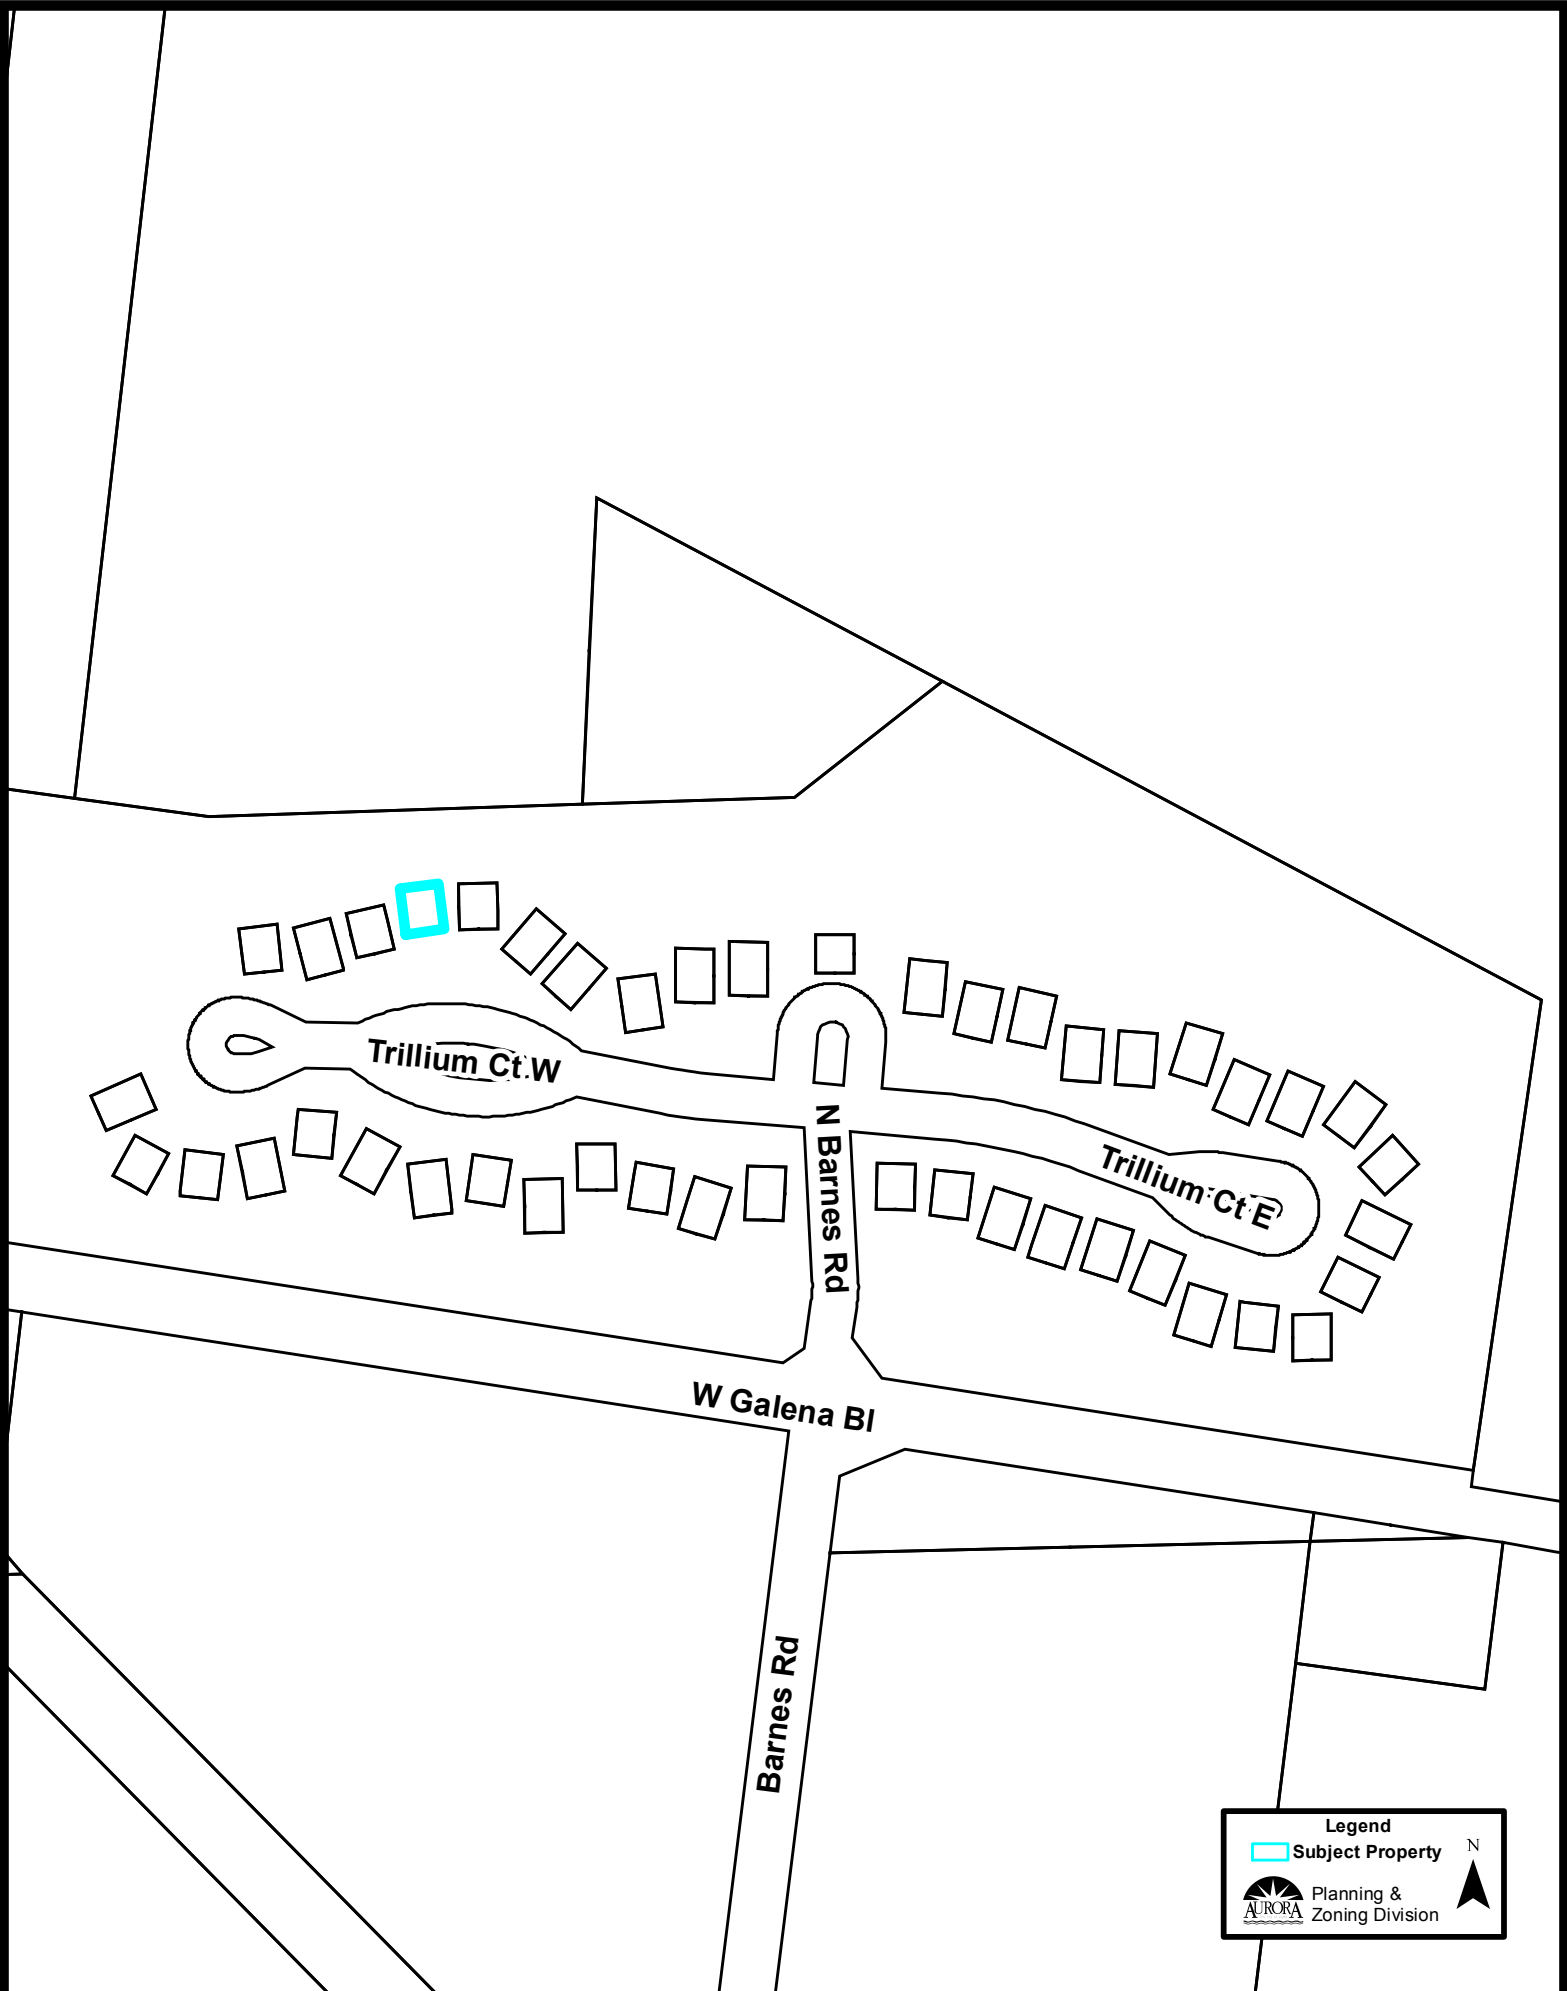 Trillium Ct W
N Barnes Rd
Trillium Ct E
W Galena Bl
Barnes Rd
Legend
Subject Property
N
AURORA
Planning &
Zoning Division